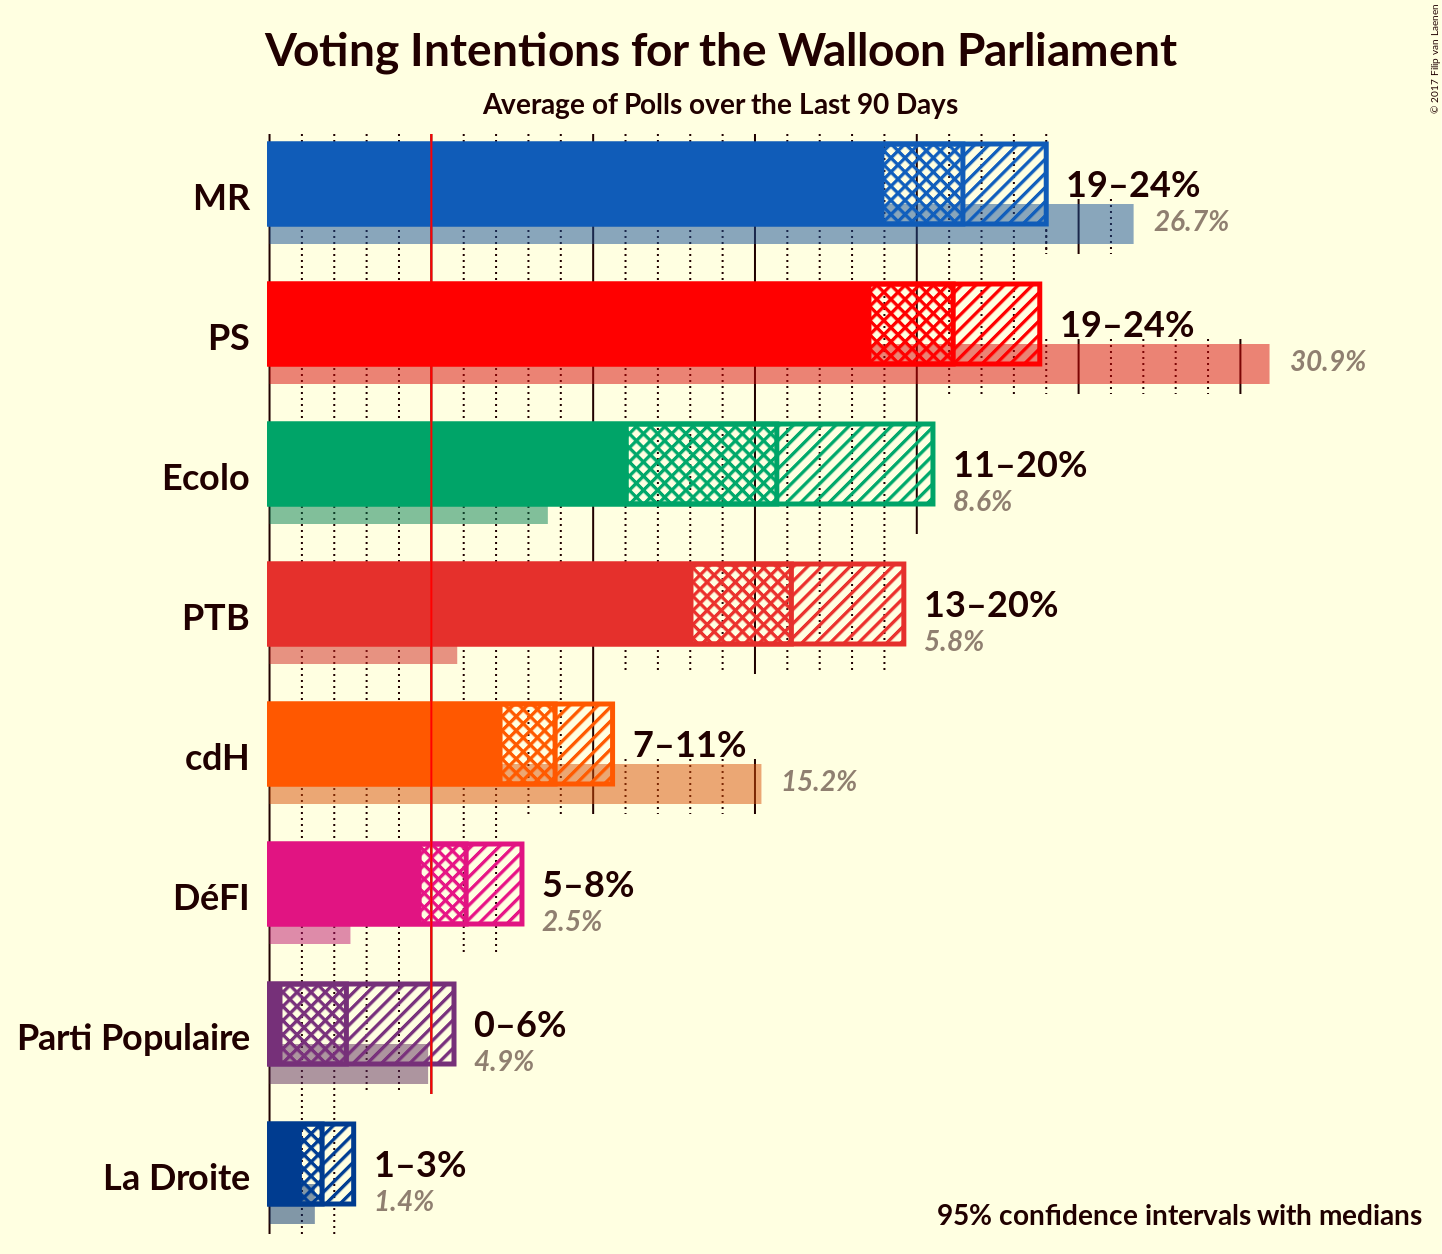 Voting Intentions for the Walloon Parliament
Average of Polls over the Last 90 Days
© 2017 Filip van Laenen
MR
19–24%
26.7%
PS
19–24%
30.9%
Ecolo
11–20%
8.6%
PTB
13–20%
5.8%
cdH
7–11%
15.2%
DéFI
5–8%
2.5%
Parti Populaire
0–6%
4.9%
La Droite
1–3%
1.4%
95% confidence intervals with medians